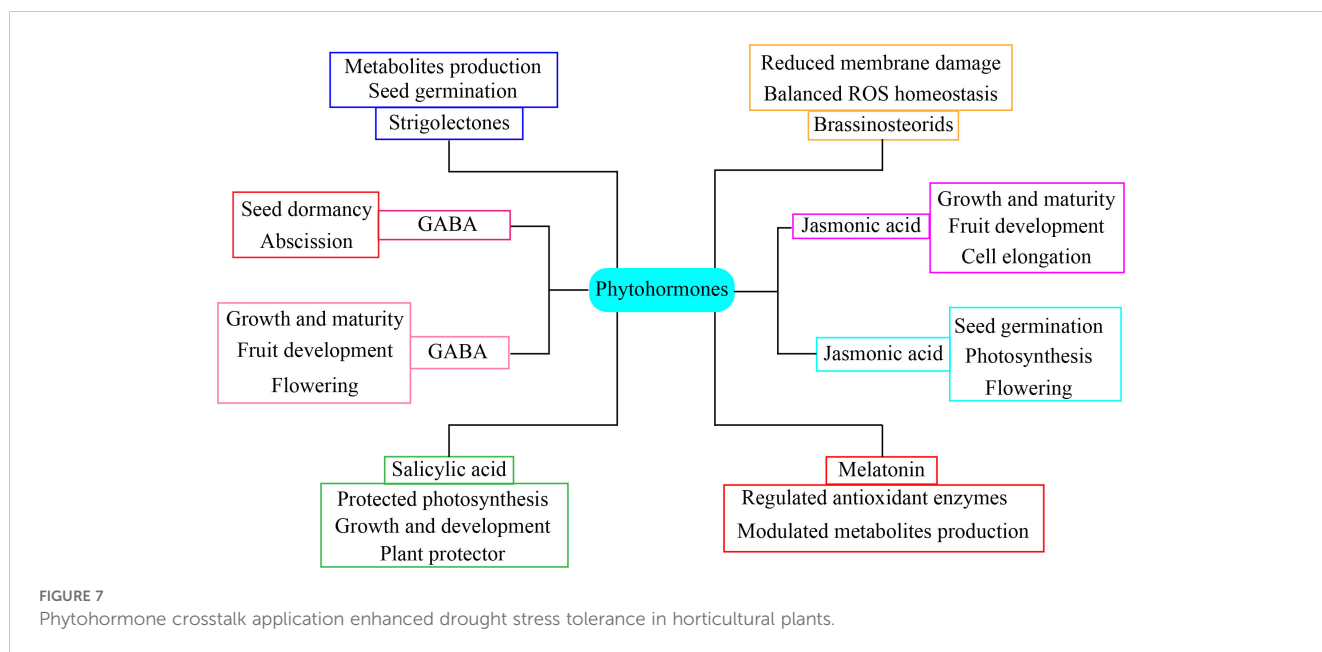 Metabolites production
Seed germination
Strigolectones
Reduced membrane damage
Balanced ROS homeostasis
Brassinosteorids
Seed dormancy
Abscission
GABA
Jasmonic acid
Growth and maturity
Fruit development
Cell elongation
Phytohormones
Growth and maturity
Fruit development
Flowering
GABA
Jasmonic acid
Seed germination
Photosynthesis
Flowering
Salicylic acid
Protected photosynthesis
Growth and development
Plant protector
Melatonin
Regulated antioxidant enzymes
Modulated metabolites production
FIGURE 7
Phytohormone crosstalk application enhanced drought stress tolerance in horticultural plants.